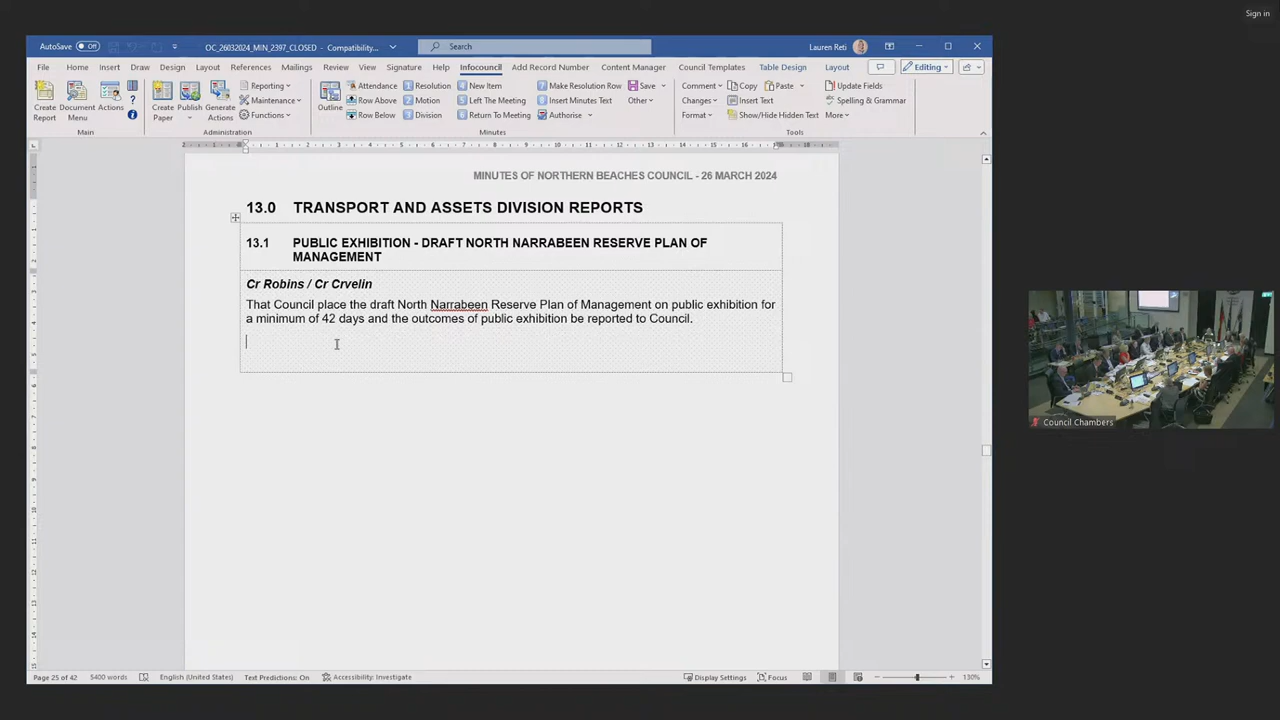 Sign in
AutoSave Off OC_26032024_MIN_2397_CLOSED - Compatibility... Search Lauren Reti
File Home Insert Draw Design Layout References Mailings Review View Signature Help Infocouncil Add Record Number Content Manager Council Templates Table Design Layout Editing
Create Report Document Menu Actions Create Paper Publish Generate Actions Reporting Maintenance Functions Outline Attendance Row Above Row Below 1 Resolution 2 Motion 3 Division 4 New Item 5 Left The Meeting 6 Return To Meeting 7 Make Resolution Row 8 Insert Minutes Text Authorise Save Other Comment Changes Format Copy Paste Insert Text Show/Hide Hidden Text Update Fields Spelling & Grammar More
Main Administration Minutes Tools
MINUTES OF NORTHERN BEACHES COUNCIL - 26 MARCH 2024
13.0 TRANSPORT AND ASSETS DIVISION REPORTS
13.1 PUBLIC EXHIBITION - DRAFT NORTH NARRABEEN RESERVE PLAN OF
MANAGEMENT
Cr Robins / Cr Crvelin
That Council place the draft North Narrabeen Reserve Plan of Management on public exhibition for
a minimum of 42 days and the outcomes of public exhibition be reported to Council.
Council Chambers
Page 25 of 42 5400 words English (United States) Text Predictions: On Accessibility: Investigate Display Settings Focus 130%